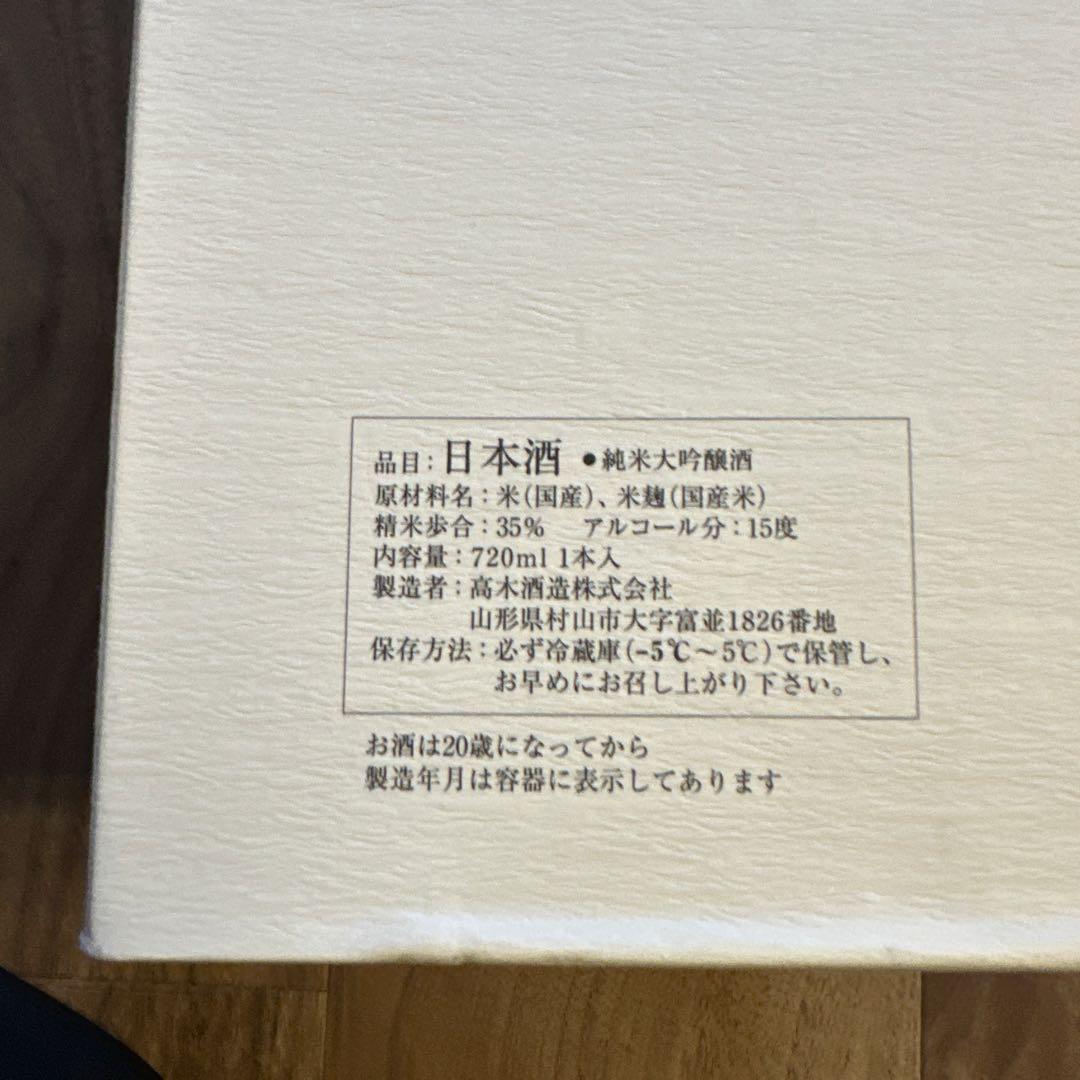 品目：日本酒 ●純米大吟醸酒
原材料名：米(国産)、米麹(国産米)
精米歩合：35%　アルコール分：15度
内容量：720ml 1本入
製造者：高木酒造株式会社
山形県村山市大字富並1826番地
保存方法：必ず冷蔵庫(-5℃～5℃)で保管し、
お早めにお召し上がり下さい。
お酒は20歳になってから
製造年月は容器に表示してあります